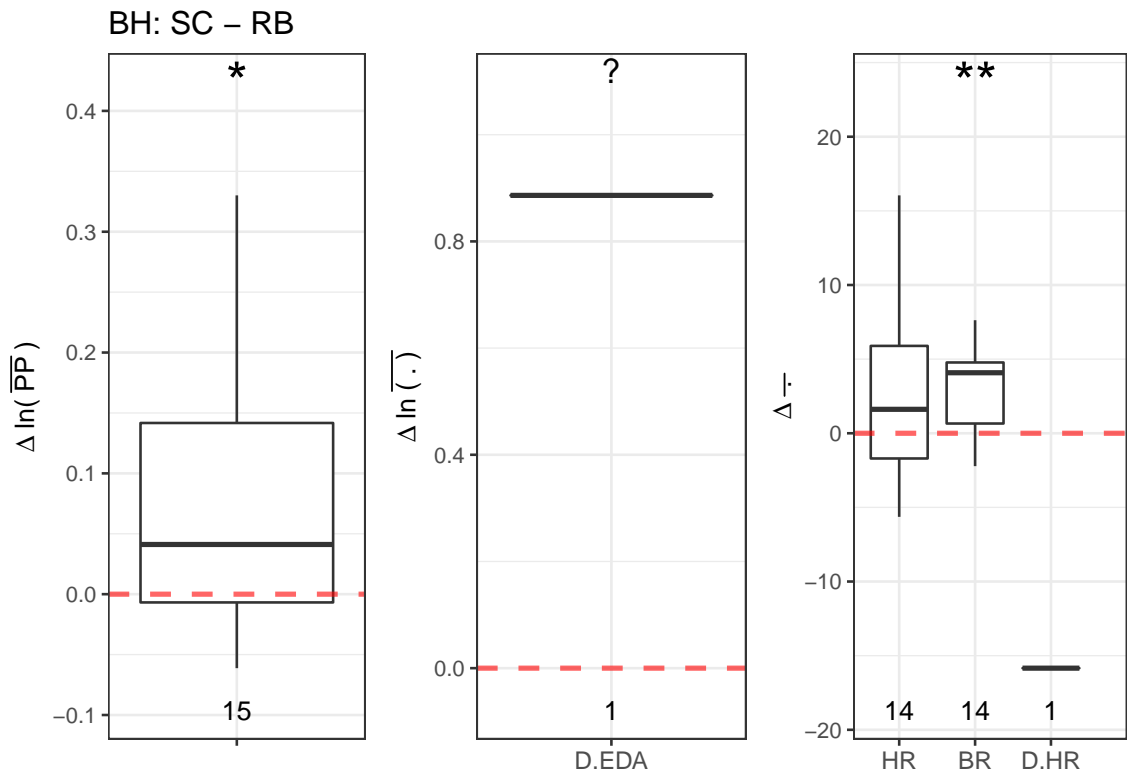 BH: SC − RB
*
0.4
0.3
0.2
0.1
0.0
−0.1
Δ ln( PP )
15
?
0.8
0.4
0.0
Δ ln ( . )
1
D.EDA
**
20
10
0
−10
−20
Δ .
14 14 1
HR BR D.HR